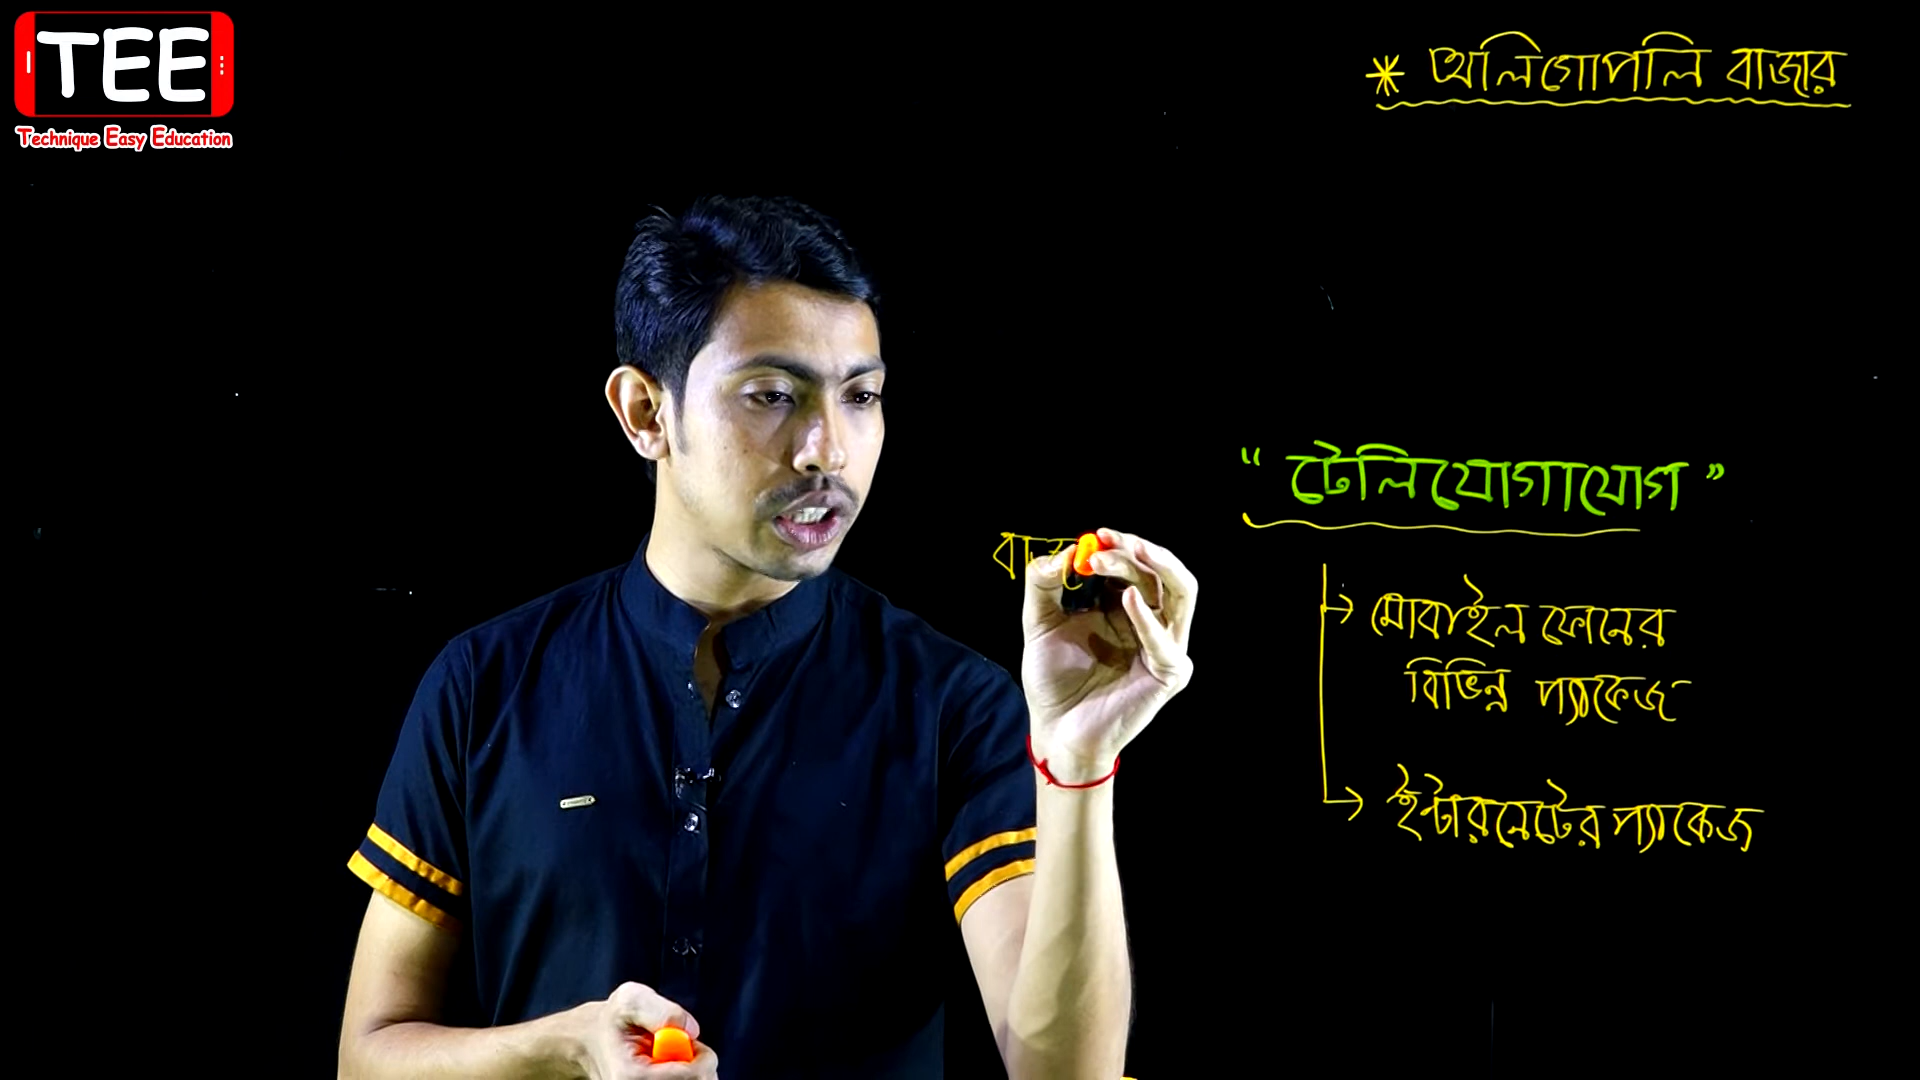 TEE
Technique Easy Education
* অলিগোপলি বাজার
“ টেলিযোগাযোগ ”
মোবাইল ফোনের
বিভিন্ন প্যাকেজ
ইন্টারনেটের প্যাকেজ